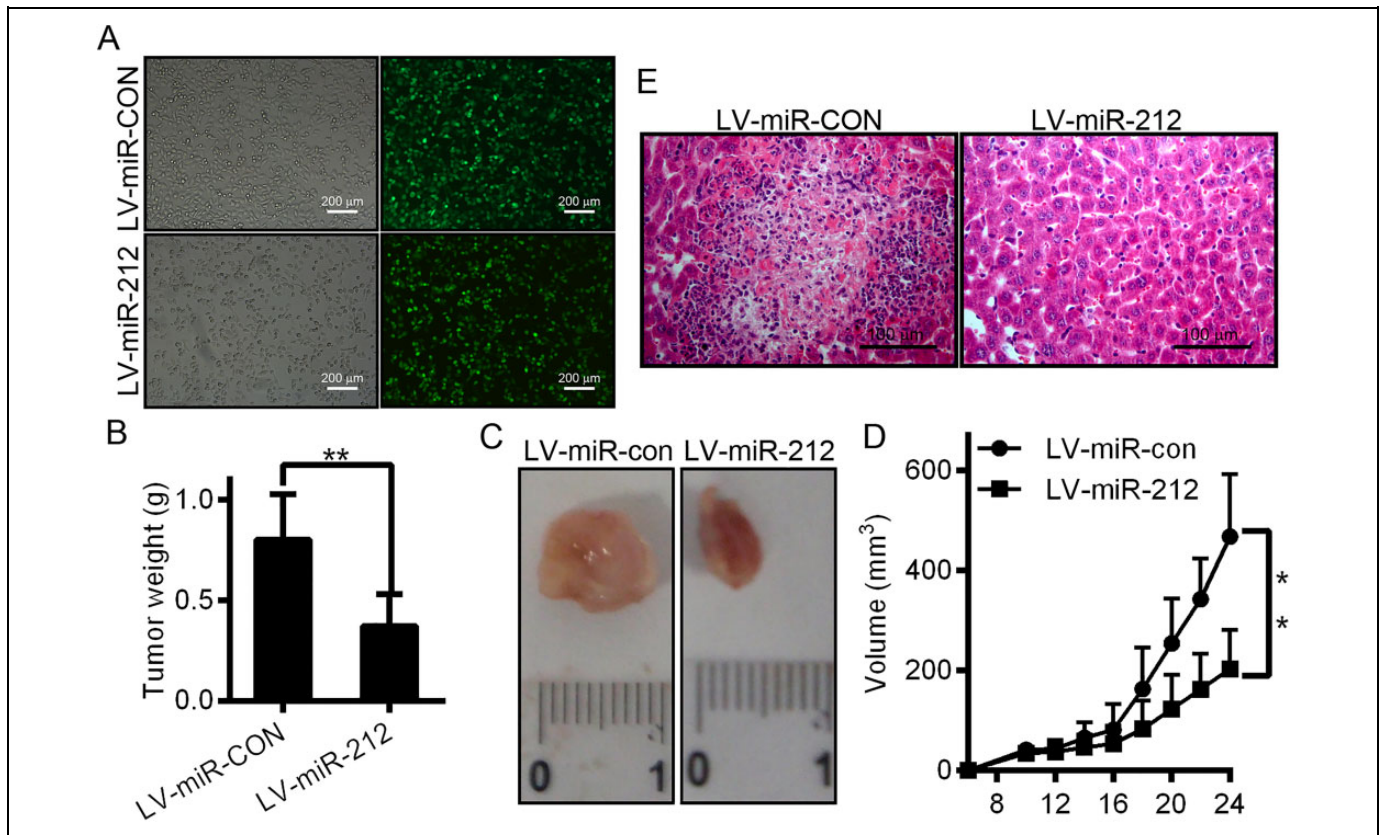 A
LV-miR-CON
200 μm
200 μm
LV-miR-212
200 μm
200 μm
E
LV-miR-CON
LV-miR-212
100 μm
100 μm
B
**
Tumor weight (g)
1.0
0.5
0.0
LV-miR-CON
LV-miR-212
C
LV-miR-con
LV-miR-212
0 1
0 1
D
LV-miR-con
LV-miR-212
Volume (mm³)
600
400
200
0
8 12 16 20 24
*
*